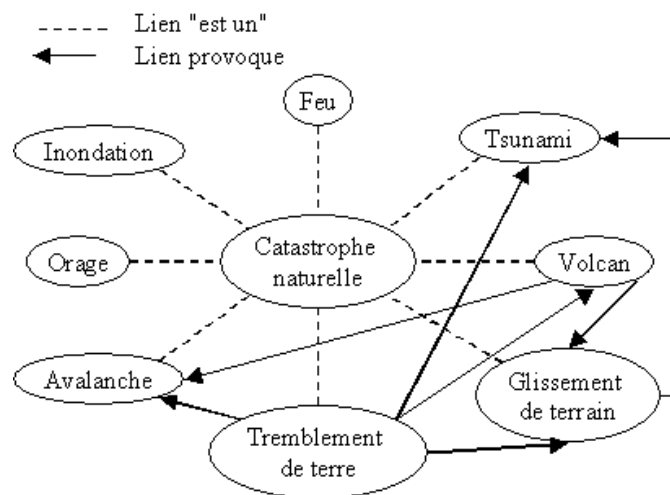 Lien "est un"
Lien provoque
Feu
Tsunami
Inondation
Catastrophe
naturelle
Orage
Volcan
Avalanche
Glissement
de terrain
Tremblement
de terre